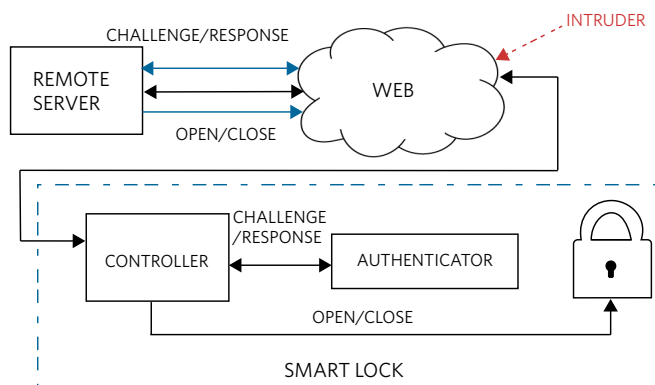 CHALLENGE/RESPONSE
INTRUDER
REMOTE
SERVER
WEB
OPEN/CLOSE
CHALLENGE
/RESPONSE
CONTROLLER
AUTHENTICATOR
OPEN/CLOSE
SMART LOCK